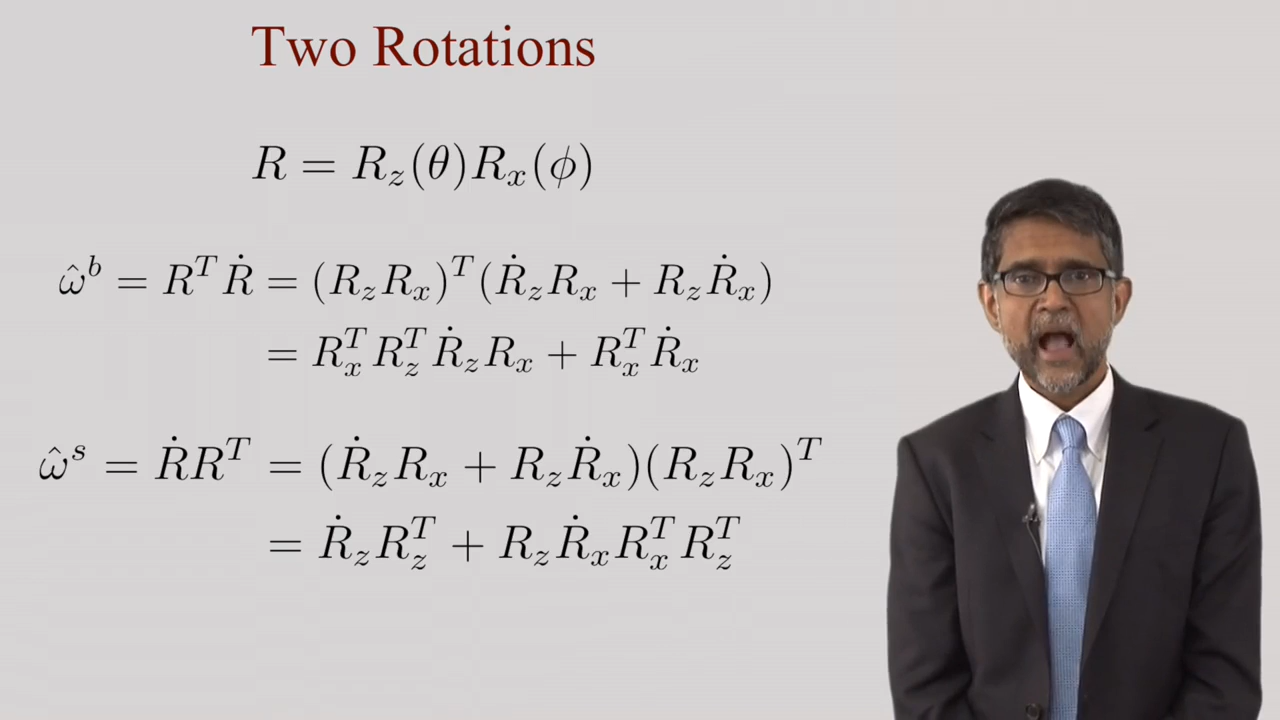 Two Rotations
R = R_z(θ)R_x(ϕ)
ω̂^b = R^T Ṙ = (R_z R_x)^T (Ṙ_z R_x + R_z Ṙ_x)
= R_x^T R_z^T Ṙ_z R_x + R_x^T Ṙ_x
ω̂^s = Ṙ R^T = (Ṙ_z R_x + R_z Ṙ_x)(R_z R_x)^T
= Ṙ_z R_z^T + R_z Ṙ_x R_x^T R_z^T